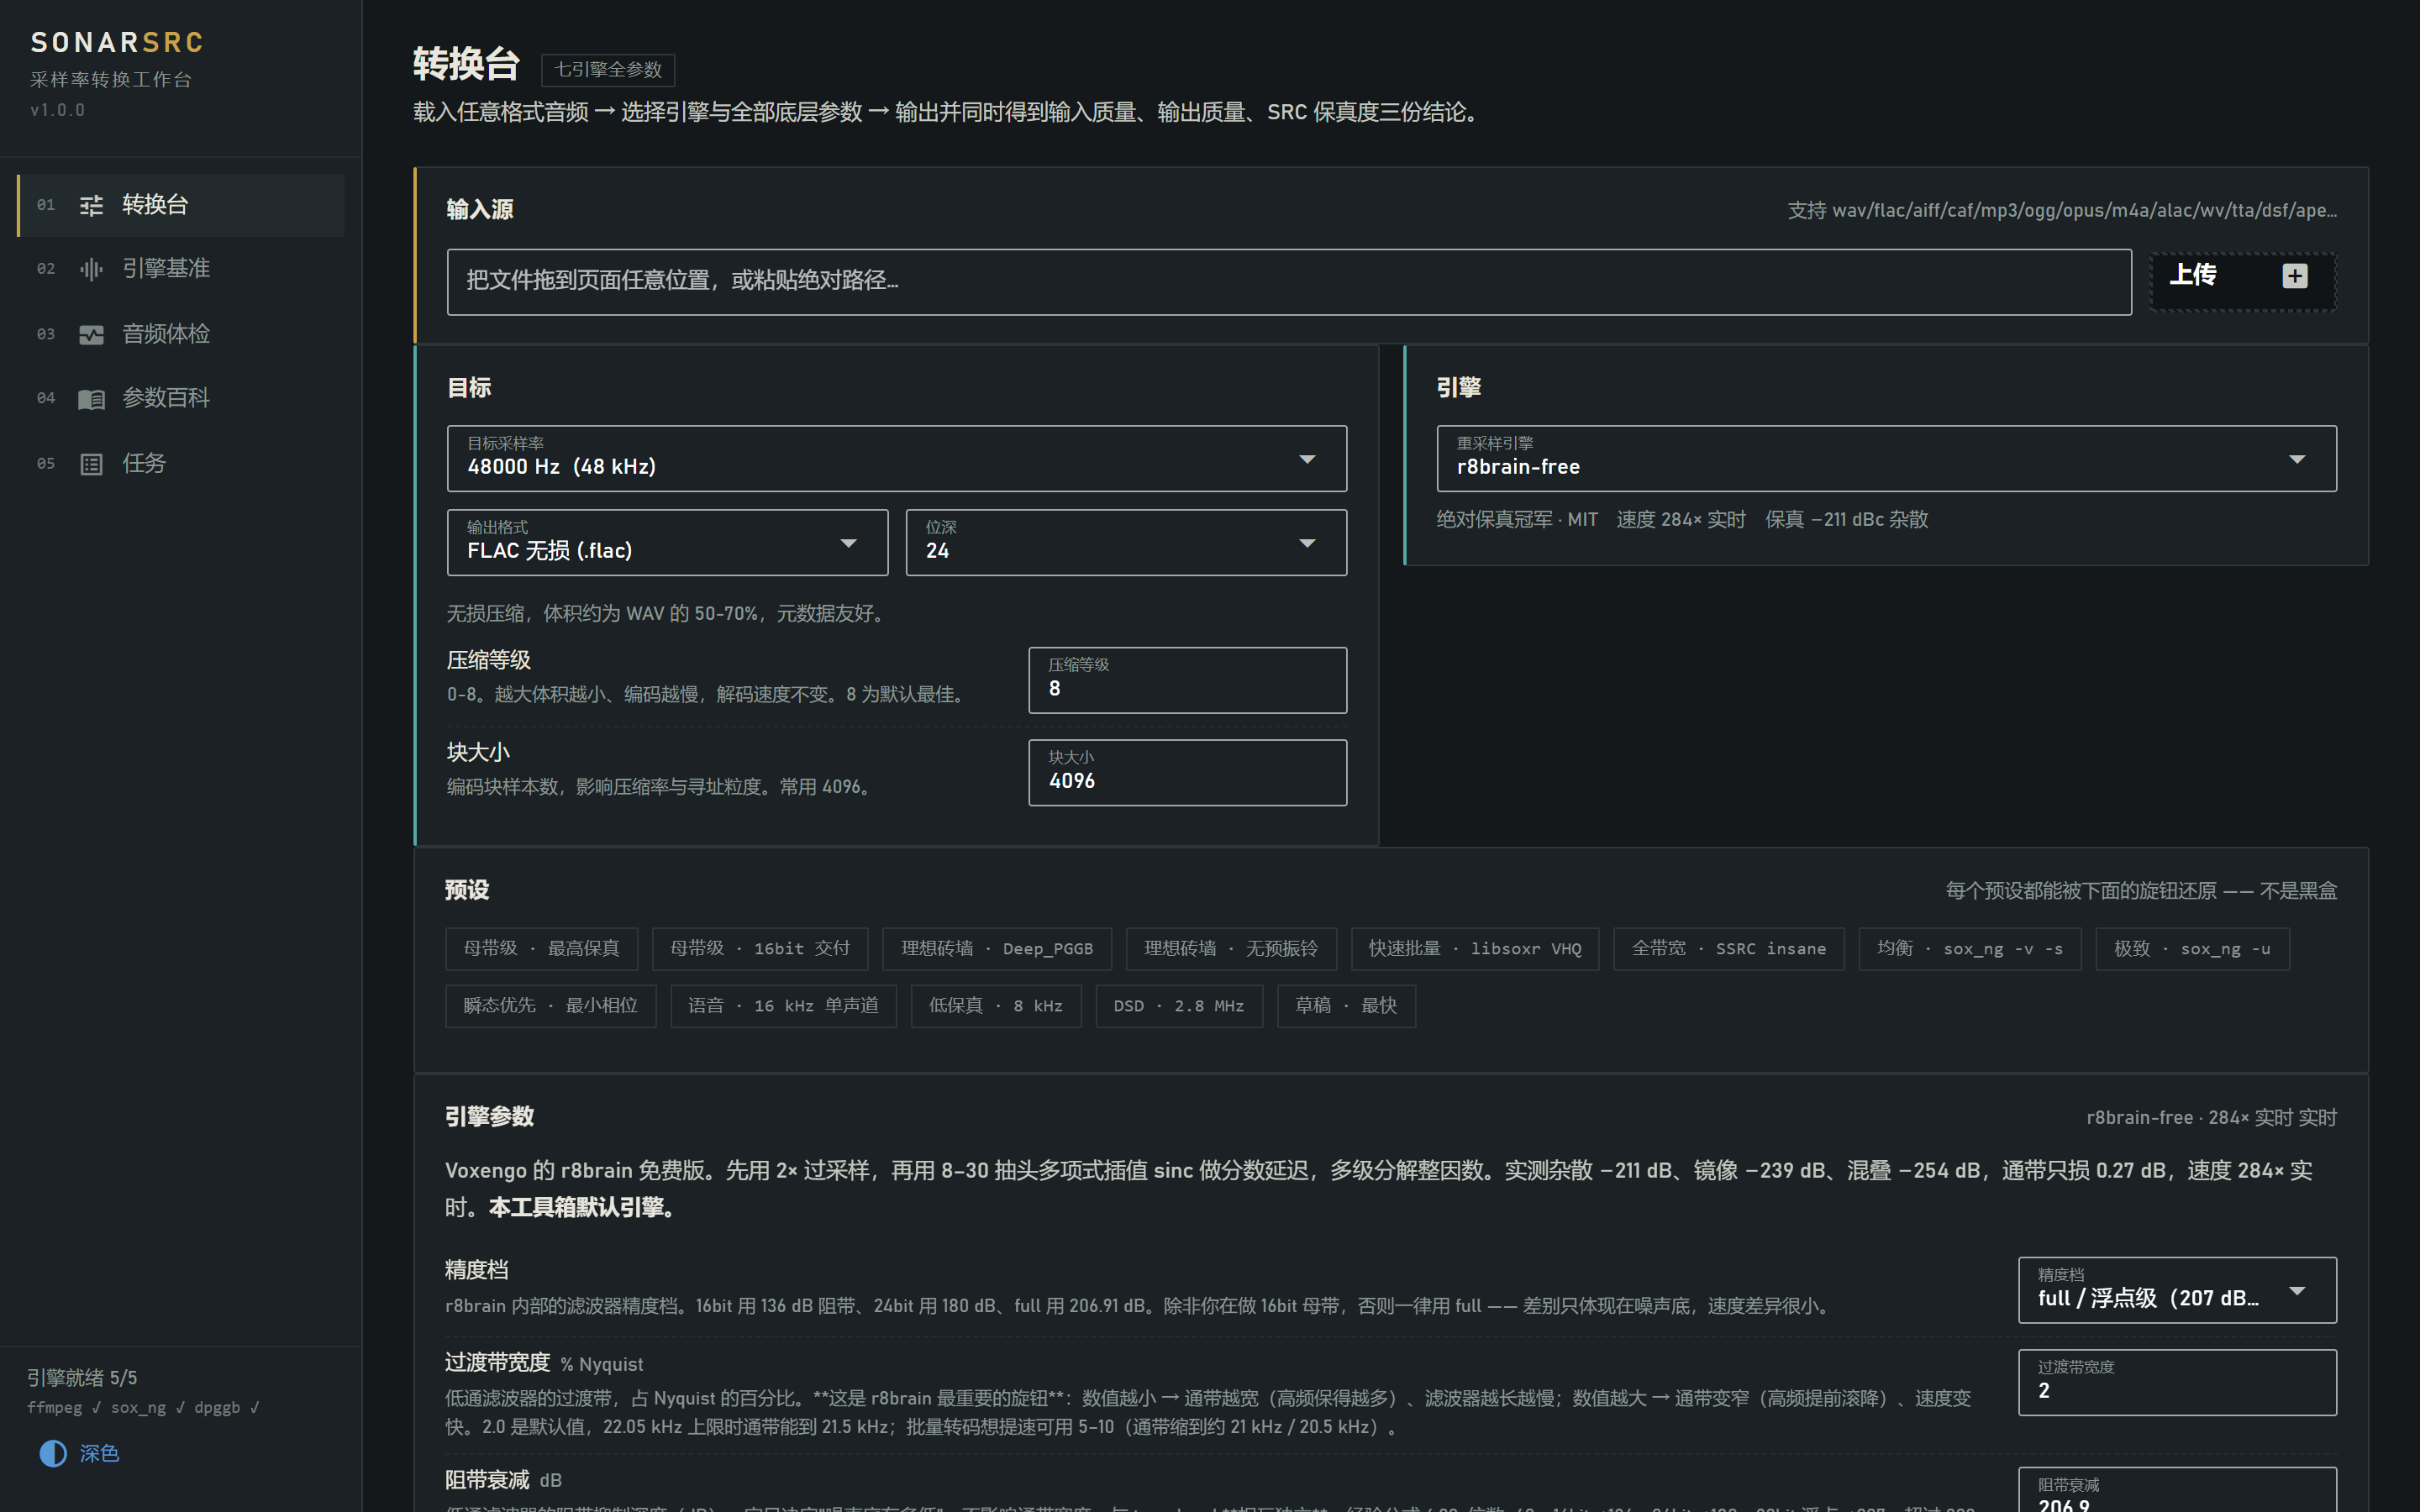 SONARSRC
采样率转换工作台
v1.0.0
01 转换台
02 引擎基准
03 音频体检
04 参数百科
05 任务
引擎就绪 5/5
ffmpeg ✓ sox_ng ✓ dpggb ✓
深色
转换台 七引擎全参数
载入任意格式音频 → 选择引擎与全部底层参数 → 输出并同时得到输入质量、输出质量、SRC 保真度三份结论。
输入源
支持 wav/flac/aiff/caf/mp3/ogg/opus/m4a/alac/wv/tta/dsf/ape...
把文件拖到页面任意位置，或粘贴绝对路径...
上传
目标
目标采样率
48000 Hz (48 kHz)
输出格式
FLAC 无损 (.flac)
位深
24
无损压缩，体积约为 WAV 的 50-70%，元数据友好。
压缩等级
0-8。越大体积越小、编码越慢，解码速度不变。8 为默认最佳。
压缩等级
8
块大小
编码块样本数，影响压缩率与寻址粒度。常用 4096。
块大小
4096
引擎
重采样引擎
r8brain-free
绝对保真冠军 · MIT 速度 284× 实时 保真 −211 dBc 杂散
预设
每个预设都能被下面的旋钮还原 —— 不是黑盒
母带级 · 最高保真
母带级 · 16bit 交付
理想砖墙 · Deep_PGGB
理想砖墙 · 无预振铃
快速批量 · libsoxr VHQ
全带宽 · SSRC insane
均衡 · sox_ng -v -s
极致 · sox_ng -u
瞬态优先 · 最小相位
语音 · 16 kHz 单声道
低保真 · 8 kHz
DSD · 2.8 MHz
草稿 · 最快
引擎参数
r8brain-free · 284× 实时 实时
Voxengo 的 r8brain 免费版。先用 2× 过采样，再用 8–30 抽头多项式插值 sinc 做分数延迟，多级分解整因数。实测杂散 −211 dB、镜像 −239 dB、混叠 −254 dB，通带只损 0.27 dB，速度 284× 实
时。本工具箱默认引擎。
精度档
r8brain 内部的滤波器精度档。16bit 用 136 dB 阻带、24bit 用 180 dB、full 用 206.91 dB。除非你在做 16bit 母带，否则一律用 full —— 差别只体现在噪声底，速度差异很小。
精度档
full / 浮点级（207 dB...
过渡带宽度 % Nyquist
低通滤波器的过渡带，占 Nyquist 的百分比。**这是 r8brain 最重要的旋钮**：数值越小 → 通带越宽（高频保得越多）、滤波器越长越慢；数值越大 → 通带变窄（高频提前滚降）、速度变
快。2.0 是默认值，22.05 kHz 上限时通带能到 21.5 kHz；批量转码想提速可用 5–10（通带缩到约 21 kHz / 20.5 kHz）。
过渡带宽度
2
阻带衰减 dB
阻带衰减
206.9